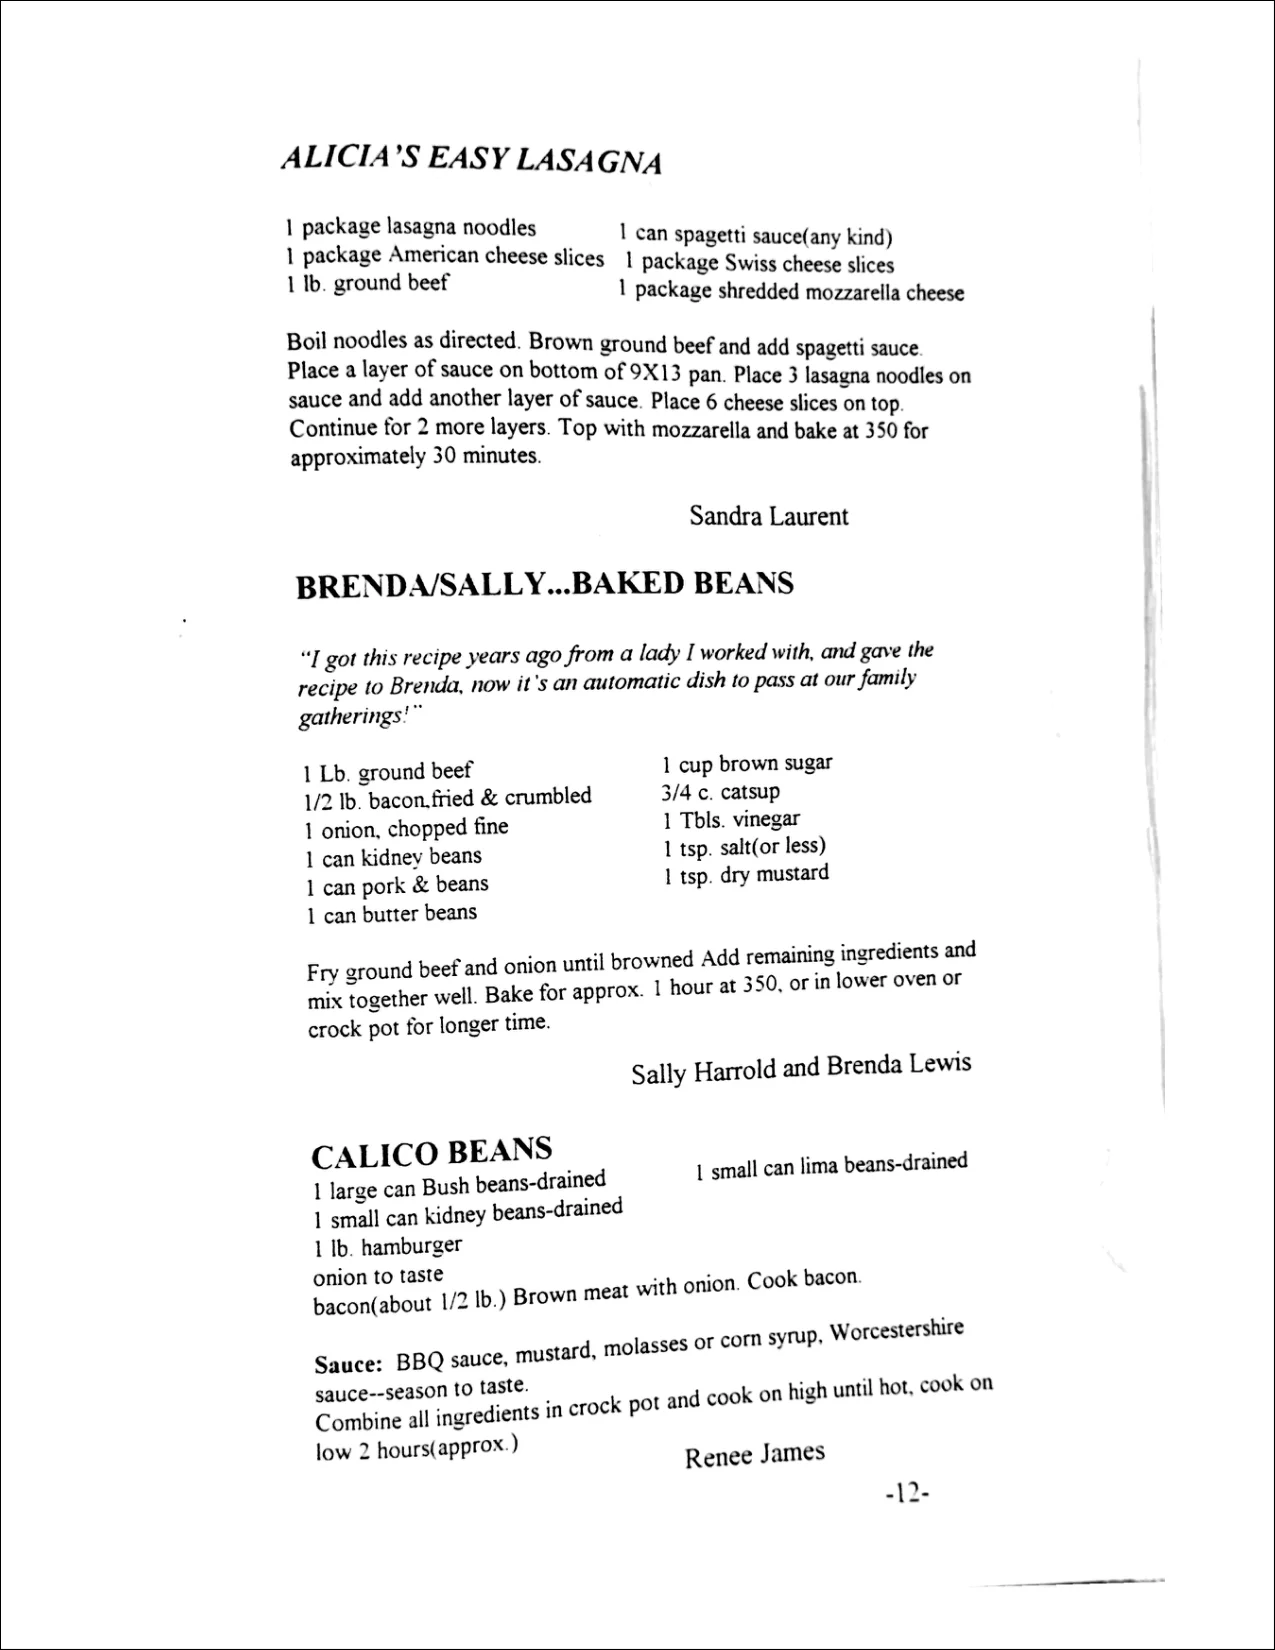 ALICIA'S EASY LASAGNA
1 package lasagna noodles 1 can spagetti sauce(any kind)
1 package American cheese slices 1 package Swiss cheese slices
1 lb. ground beef 1 package shredded mozzarella cheese
Boil noodles as directed. Brown ground beef and add spagetti sauce.
Place a layer of sauce on bottom of 9X13 pan. Place 3 lasagna noodles on
sauce and add another layer of sauce. Place 6 cheese slices on top.
Continue for 2 more layers. Top with mozzarella and bake at 350 for
approximately 30 minutes.
Sandra Laurent
BRENDA/SALLY...BAKED BEANS
"I got this recipe years ago from a lady I worked with, and gave the
recipe to Brenda, now it's an automatic dish to pass at our family
gatherings!"
1 Lb. ground beef 1 cup brown sugar
1/2 lb. bacon,fried & crumbled 3/4 c. catsup
1 onion, chopped fine 1 Tbls. vinegar
1 can kidney beans 1 tsp. salt(or less)
1 can pork & beans 1 tsp. dry mustard
1 can butter beans
Fry ground beef and onion until browned Add remaining ingredients and
mix together well. Bake for approx. 1 hour at 350, or in lower oven or
crock pot for longer time.
Sally Harrold and Brenda Lewis
CALICO BEANS
1 large can Bush beans-drained 1 small can lima beans-drained
1 small can kidney beans-drained
1 lb. hamburger
onion to taste
bacon(about 1/2 lb.) Brown meat with onion. Cook bacon.
Sauce: BBQ sauce, mustard, molasses or corn syrup, Worcestershire
sauce--season to taste.
Combine all ingredients in crock pot and cook on high until hot, cook on
low 2 hours(approx.)
Renee James
-12-